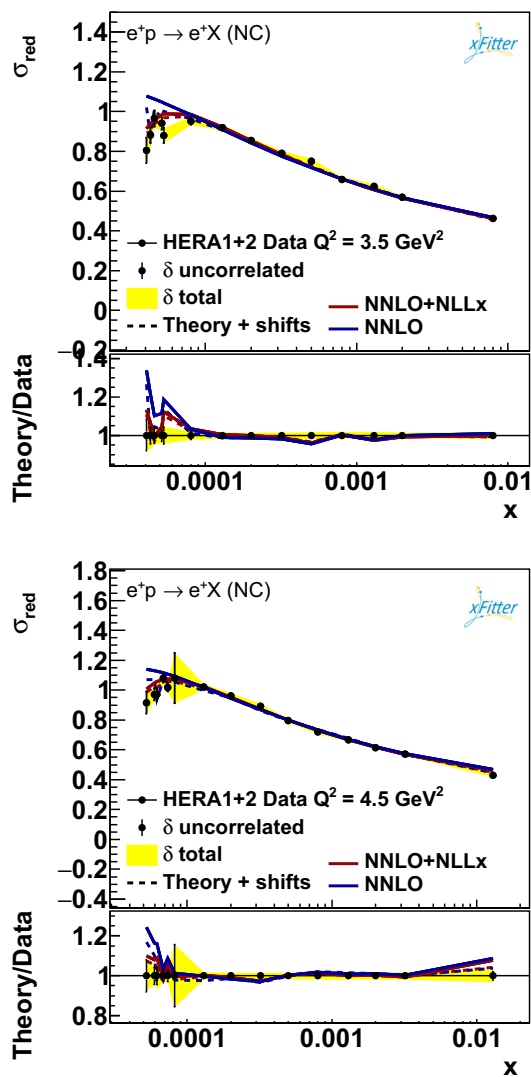 e⁺p → e⁺X (NC)
xFitter
σ_red
1.4
1.2
1
0.8
0.6
0.4
0.2
0
−0.2
HERA1+2 Data Q² = 3.5 GeV²
δ uncorrelated
δ total
Theory + shifts
NNLO+NLLx
NNLO
Theory/Data
1.4
1.2
1
0.0001
0.001
0.01
x
e⁺p → e⁺X (NC)
xFitter
σ_red
1.8
1.6
1.4
1.2
1
0.8
0.6
0.4
0.2
0
−0.2
−0.4
HERA1+2 Data Q² = 4.5 GeV²
δ uncorrelated
δ total
Theory + shifts
NNLO+NLLx
NNLO
Theory/Data
1.2
1
0.8
0.0001
0.001
0.01
x